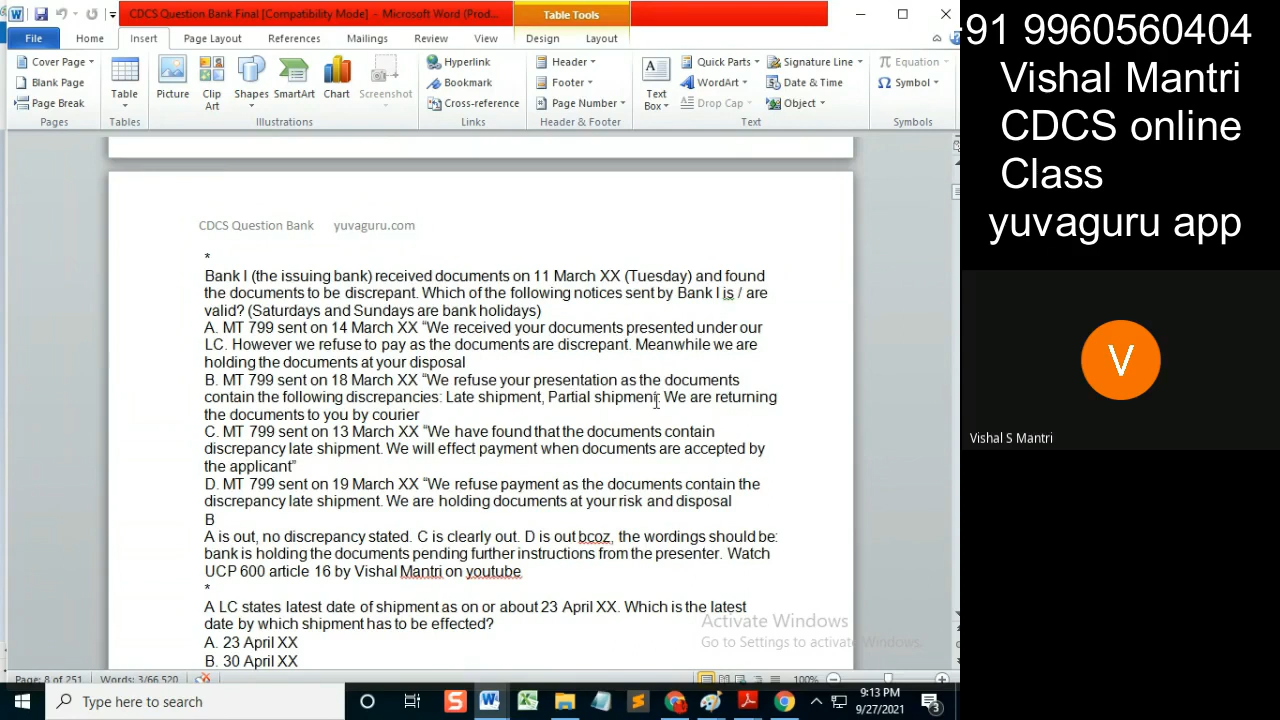 CDCS Question Bank Final [Compatibility Mode] - Microsoft Word (Prod...
Table Tools
File Home Insert Page Layout References Mailings Review View Design Layout
Cover Page
Blank Page
Page Break
Pages
Table
Tables
Picture
Clip Art
Shapes
SmartArt
Chart
Screenshot
Illustrations
Hyperlink
Bookmark
Cross-reference
Links
Header
Footer
Page Number
Header & Footer
Text Box
Quick Parts
WordArt
Drop Cap
Signature Line
Date & Time
Object
Text
Equation
Symbol
Symbols
CDCS Question Bank yuvaguru.com
*
Bank I (the issuing bank) received documents on 11 March XX (Tuesday) and found
the documents to be discrepant. Which of the following notices sent by Bank I is / are
valid? (Saturdays and Sundays are bank holidays)
A. MT 799 sent on 14 March XX “We received your documents presented under our
LC. However we refuse to pay as the documents are discrepant. Meanwhile we are
holding the documents at your disposal
B. MT 799 sent on 18 March XX “We refuse your presentation as the documents
contain the following discrepancies: Late shipment, Partial shipment. We are returning
the documents to you by courier
C. MT 799 sent on 13 March XX “We have found that the documents contain
discrepancy late shipment. We will effect payment when documents are accepted by
the applicant”
D. MT 799 sent on 19 March XX “We refuse payment as the documents contain the
discrepancy late shipment. We are holding documents at your risk and disposal
B
A is out, no discrepancy stated. C is clearly out. D is out bcoz, the wordings should be:
bank is holding the documents pending further instructions from the presenter. Watch
UCP 600 article 16 by Vishal Mantri on youtube
*
A LC states latest date of shipment as on or about 23 April XX. Which is the latest
date by which shipment has to be effected?
A. 23 April XX
B. 30 April XX
Activate Windows
Go to Settings to activate Windows.
Page: 8 of 251 Words: 3/66,520 100%
Type here to search
9:13 PM
9/27/2021
3
-91 9960560404
Vishal Mantri
CDCS online
Class
yuvaguru app
V
Vishal S Mantri